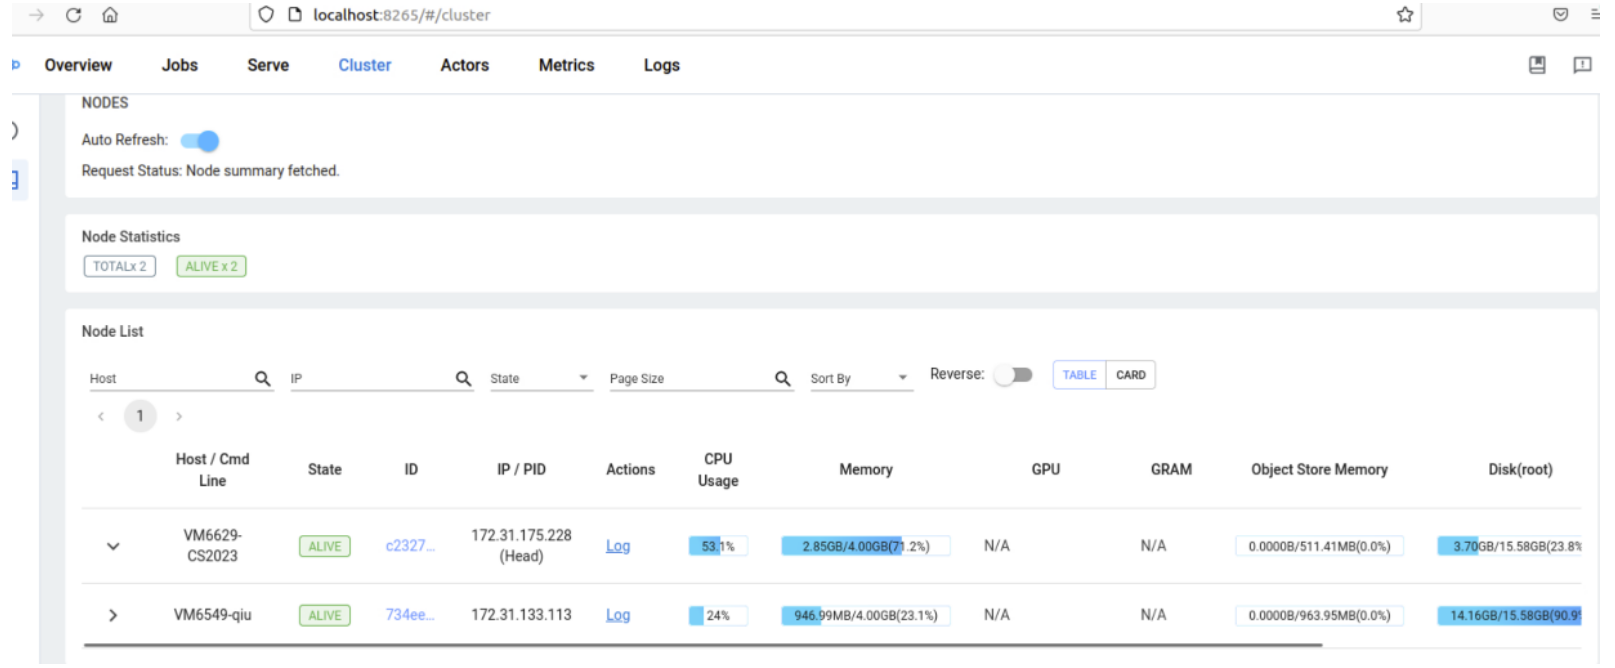 localhost:8265/#/cluster
Overview Jobs Serve Cluster Actors Metrics Logs
NODES
Auto Refresh:
Request Status: Node summary fetched.
Node Statistics
TOTALx 2 ALIVE x 2
Node List
Host IP State Page Size Sort By Reverse: TABLE CARD
1
Host / Cmd Line State ID IP / PID Actions CPU Usage Memory GPU GRAM Object Store Memory Disk(root)
VM6629-CS2023 ALIVE c2327... 172.31.175.228 (Head) Log 53.1% 2.85GB/4.00GB(71.2%) N/A N/A 0.0000B/511.41MB(0.0%) 3.70GB/15.58GB(23.8%
VM6549-qiu ALIVE 734ee... 172.31.133.113 Log 24% 946.99MB/4.00GB(23.1%) N/A N/A 0.0000B/963.95MB(0.0%) 14.16GB/15.58GB(90.9